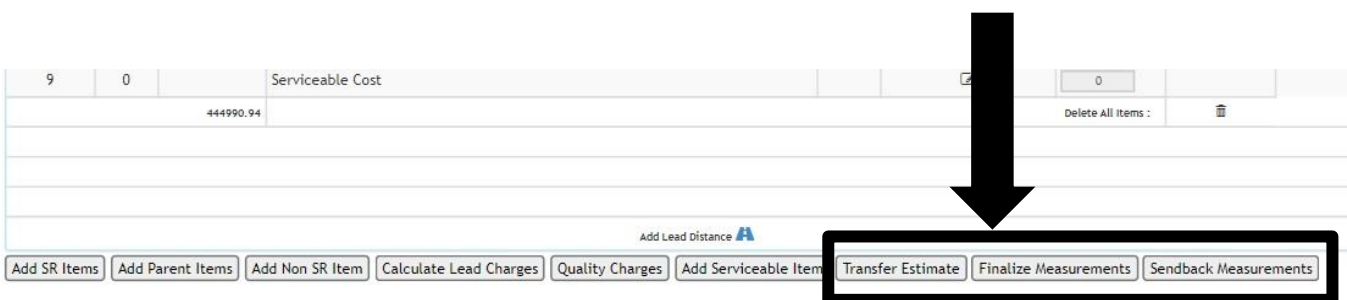 9 0 Serviceable Cost 0
444990.94 Delete All Items :
Add Lead Distance
Add SR Items Add Parent Items Add Non SR Item Calculate Lead Charges Quality Charges Add Serviceable Item Transfer Estimate Finalize Measurements Sendback Measurements